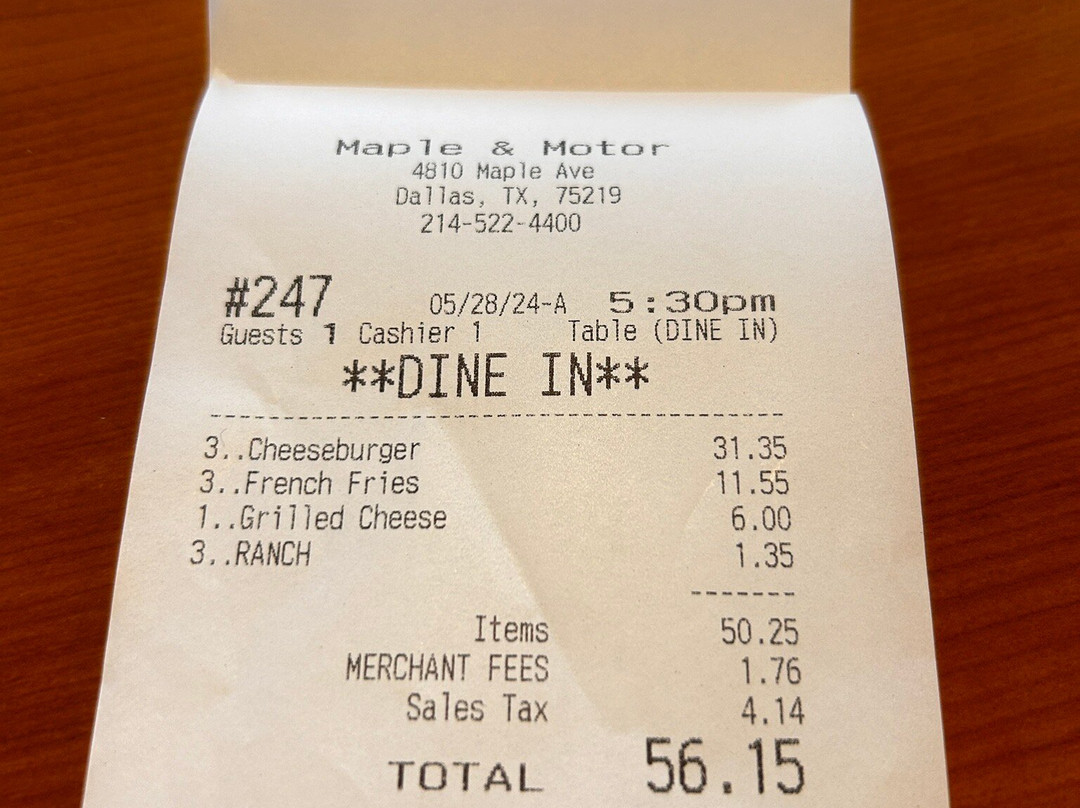 Maple & Motor
4810 Maple Ave
Dallas, TX, 75219
214-522-4400
#247 05/28/24-A 5:30pm
Guests 1 Cashier 1 Table (DINE IN)
**DINE IN**
3..Cheeseburger 31.35
3..French Fries 11.55
1..Grilled Cheese 6.00
3..RANCH 1.35
Items 50.25
MERCHANT FEES 1.76
Sales Tax 4.14
TOTAL 56.15